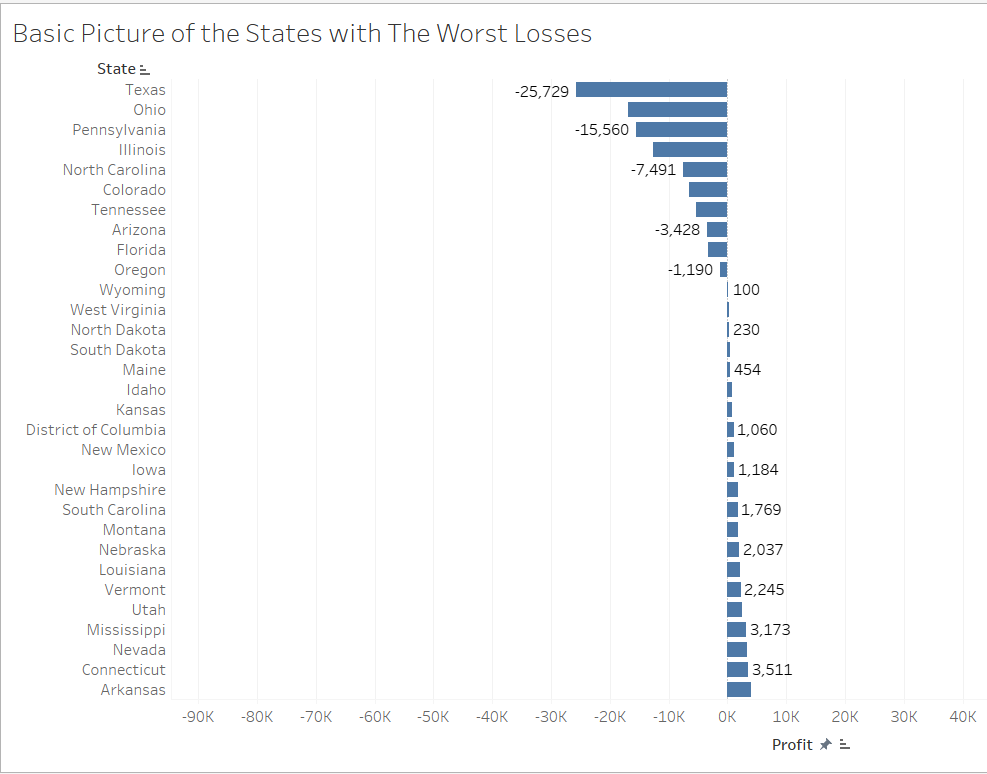 Basic Picture of the States with The Worst Losses
State
Texas -25,729
Ohio
Pennsylvania -15,560
Illinois
North Carolina -7,491
Colorado
Tennessee
Arizona -3,428
Florida
Oregon -1,190
Wyoming 100
West Virginia
North Dakota 230
South Dakota
Maine 454
Idaho
Kansas
District of Columbia 1,060
New Mexico
Iowa 1,184
New Hampshire
South Carolina 1,769
Montana
Nebraska 2,037
Louisiana
Vermont 2,245
Utah
Mississippi 3,173
Nevada
Connecticut 3,511
Arkansas
-90K -80K -70K -60K -50K -40K -30K -20K -10K 0K 10K 20K 30K 40K
Profit